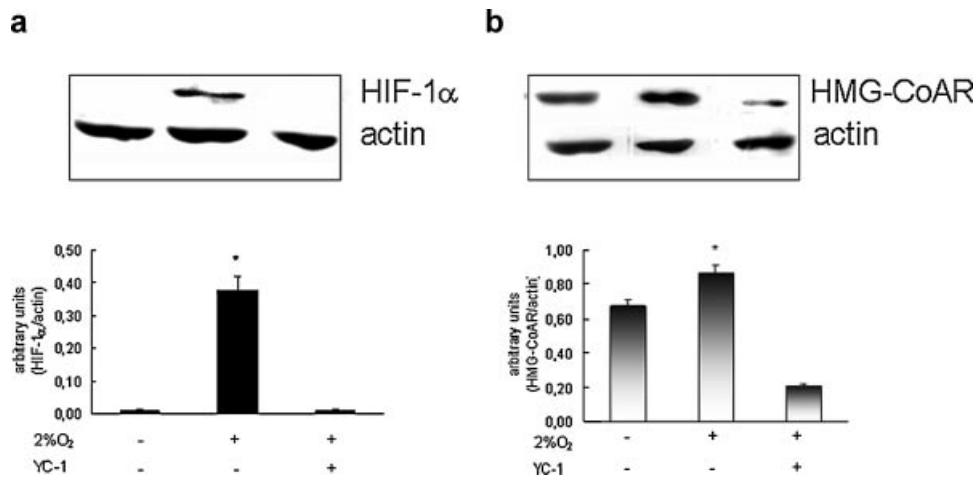 a
HIF-1α
actin
arbitrary units
(HIF-1α/actin)
0,50
0,40
0,30
0,20
0,10
0,00
*
2%O₂ - + +
YC-1 - - +
b
HMG-CoAR
actin
arbitrary units
(HMG-CoAR/actin)
1,00
0,80
0,60
0,40
0,20
0,00
*
2%O₂ - + +
YC-1 - - +